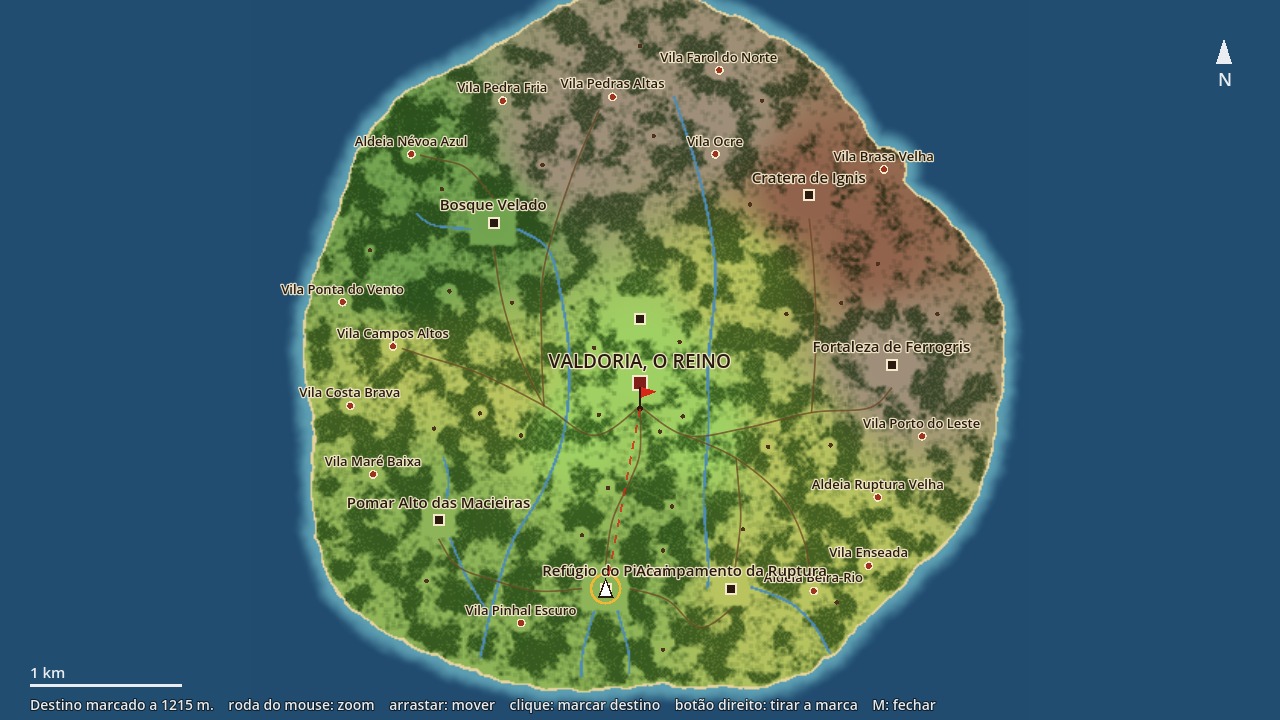 Vila Farol do Norte
Vila Pedra Fria
Vila Pedras Altas
N
Aldeia Névoa Azul
Vila Ocre
Vila Brasa Velha
Cratera de Ignis
Bosque Velado
Vila Ponta do Vento
Vila Campos Altos
Fortaleza de Ferrogris
VALDORIA, O REINO
Vila Costa Brava
Vila Porto do Leste
Vila Maré Baixa
Aldeia Ruptura Velha
Pomar Alto das Macieiras
Vila Enseada
Refúgio do
Acampamento da Ruptura
Aldeia Beira-Rio
Vila Pinhal Escuro
1 km
Destino marcado a 1215 m. roda do mouse: zoom arrastar: mover clique: marcar destino botão direito: tirar a marca M: fechar